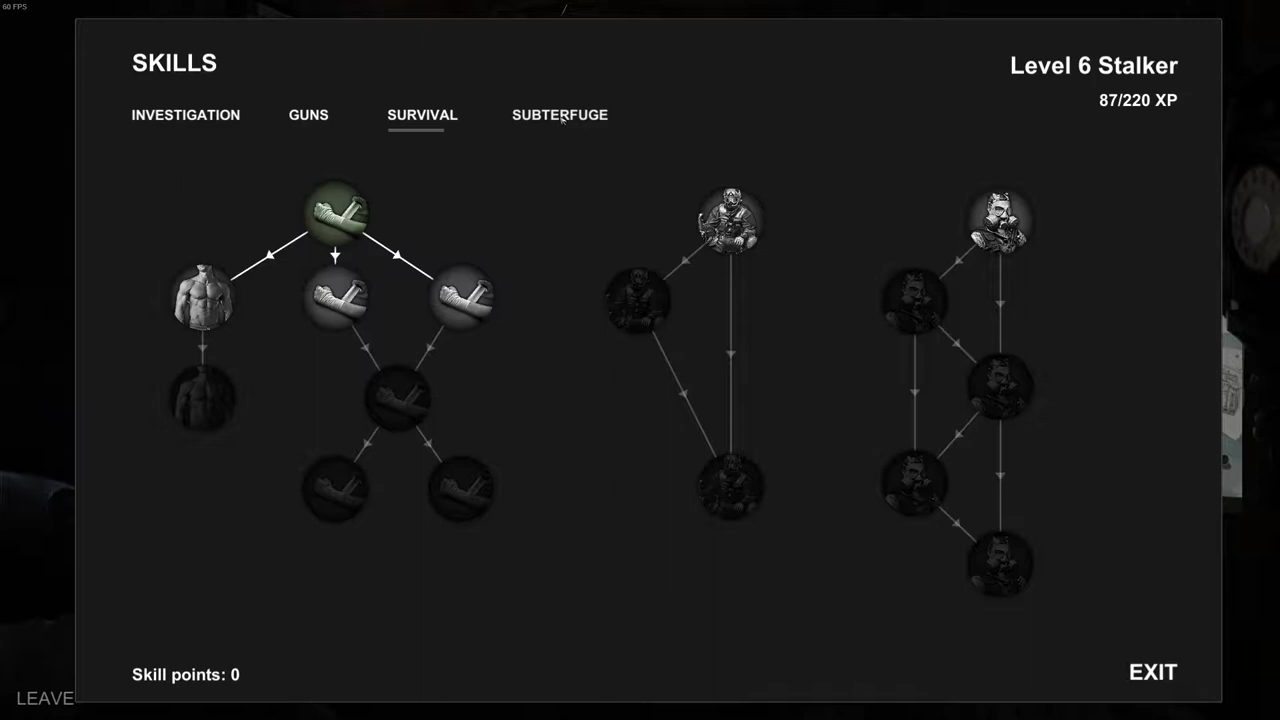 60 FPS
SKILLS
Level 6 Stalker
87/220 XP
INVESTIGATION GUNS SURVIVAL SUBTERFUGE
Skill points: 0
EXIT
LEAVE